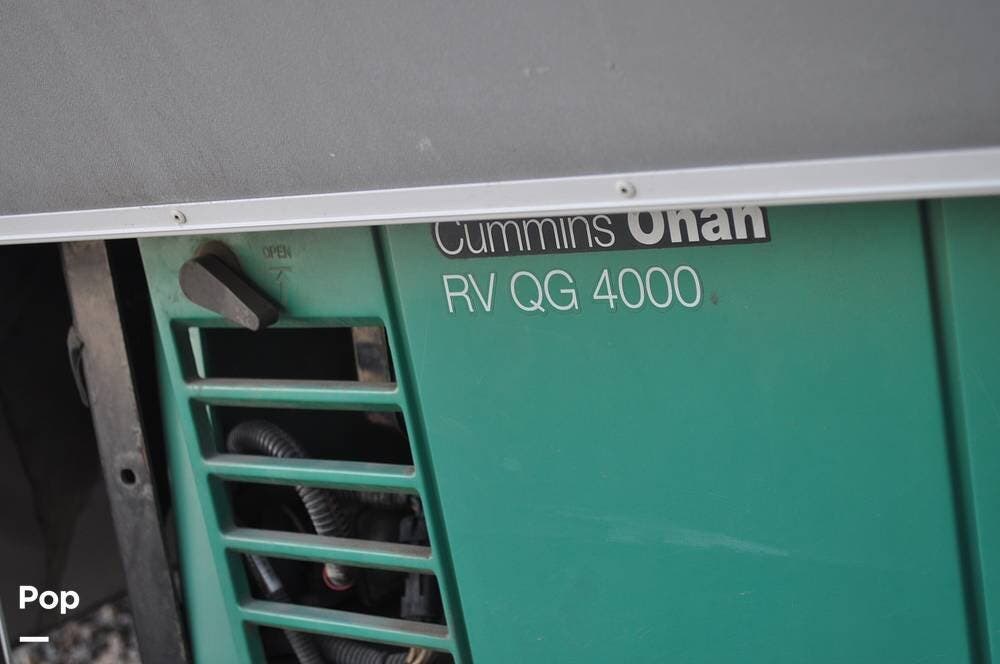 OPEN
Cummins Onan
RV QG 4000
Pop